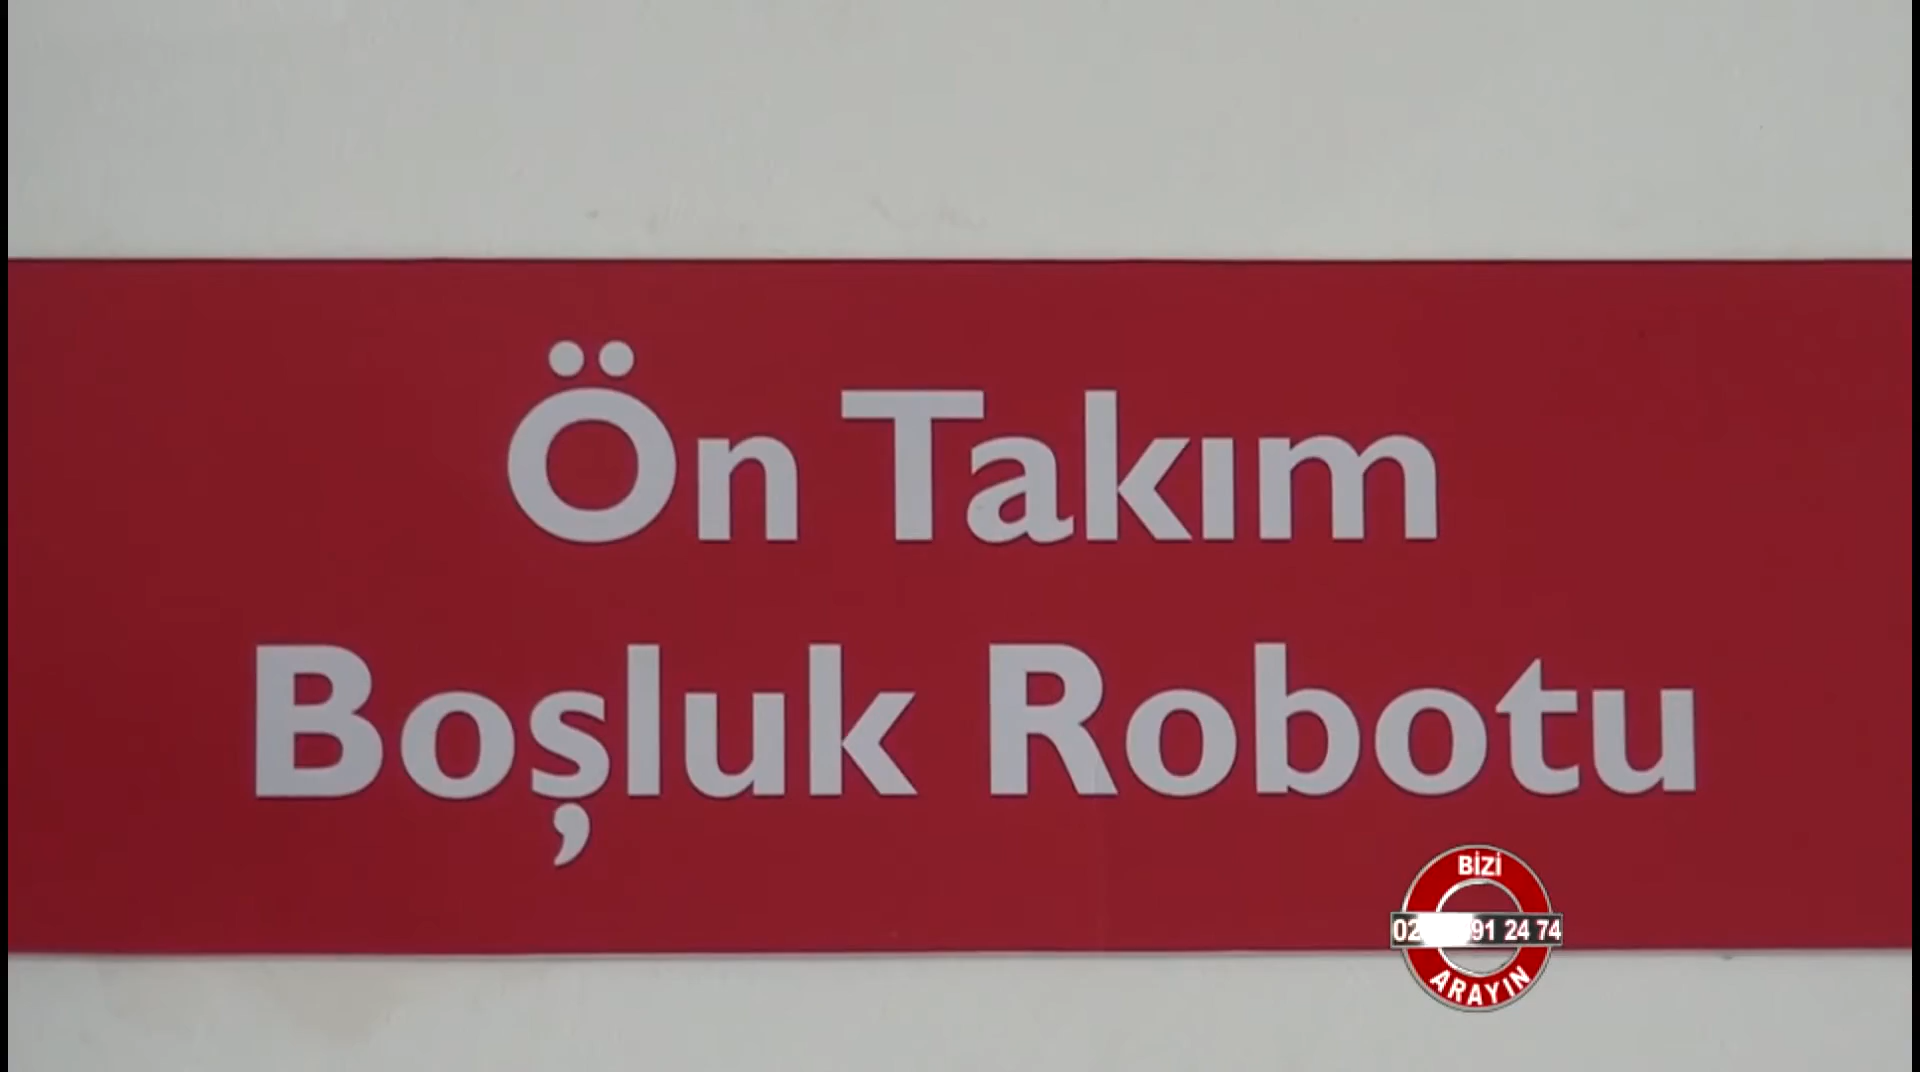 Ön Takım
Boşluk Robotu
BİZİ
91 24 74
ARAYIN